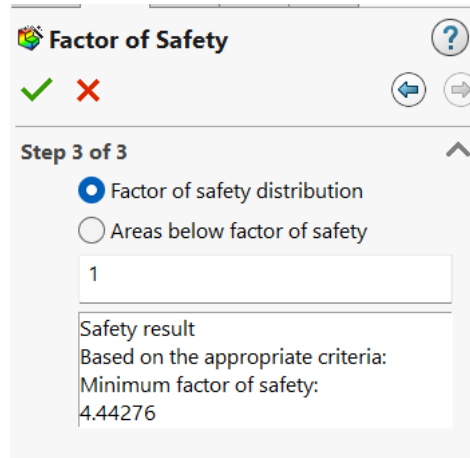 Factor of Safety
?
Step 3 of 3
Factor of safety distribution
Areas below factor of safety
1
Safety result
Based on the appropriate criteria:
Minimum factor of safety:
4.44276